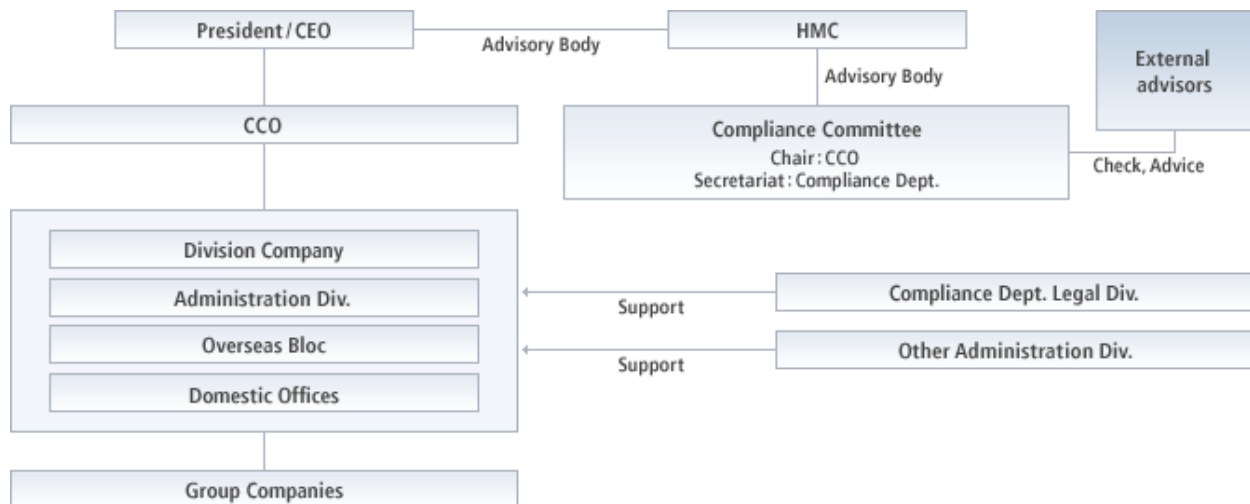 President/CEO
Advisory Body
HMC
Advisory Body
External
advisors
CCO
Compliance Committee
Chair:CCO
Secretariat:Compliance Dept.
Check, Advice
Division Company
Administration Div.
Overseas Bloc
Domestic Offices
Support
Compliance Dept. Legal Div.
Support
Other Administration Div.
Group Companies